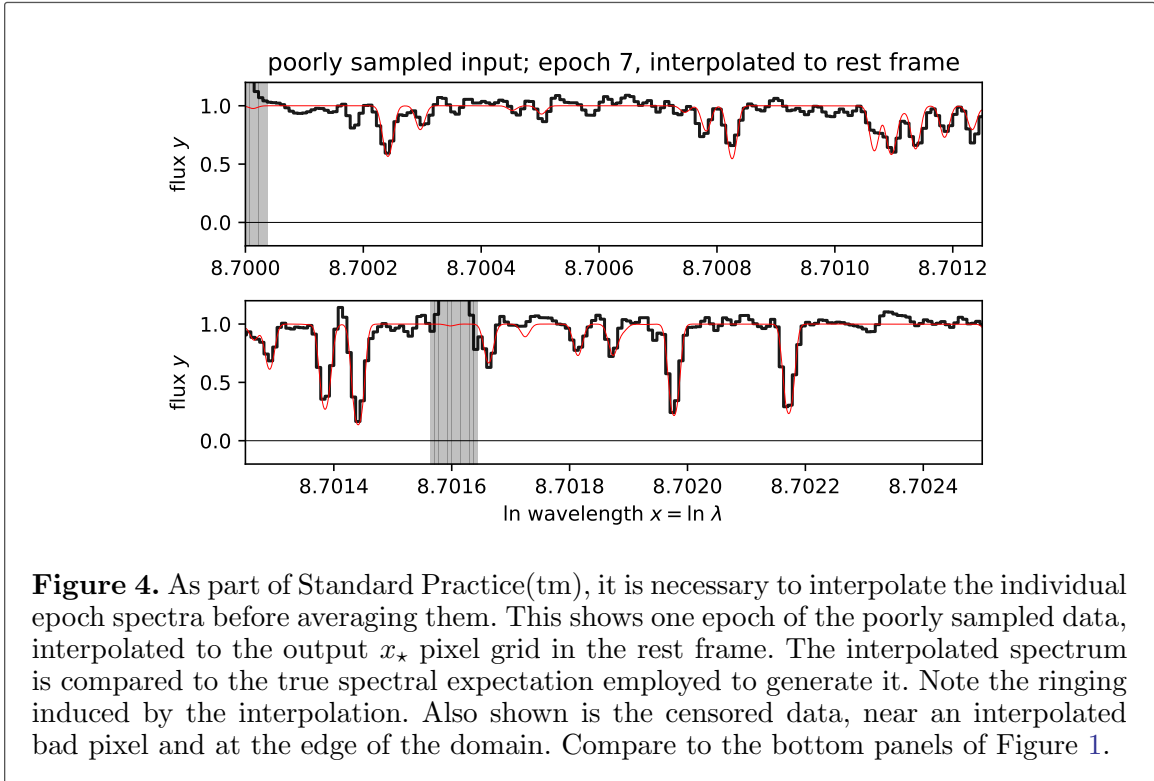 poorly sampled input; epoch 7, interpolated to rest frame
flux y
1.0
0.5
0.0
8.7000 8.7002 8.7004 8.7006 8.7008 8.7010 8.7012
flux y
1.0
0.5
0.0
8.7014 8.7016 8.7018 8.7020 8.7022 8.7024
ln wavelength x = ln λ
Figure 4. As part of Standard Practice(tm), it is necessary to interpolate the individual
epoch spectra before averaging them. This shows one epoch of the poorly sampled data,
interpolated to the output x⋆ pixel grid in the rest frame. The interpolated spectrum
is compared to the true spectral expectation employed to generate it. Note the ringing
induced by the interpolation. Also shown is the censored data, near an interpolated
bad pixel and at the edge of the domain. Compare to the bottom panels of Figure 1.